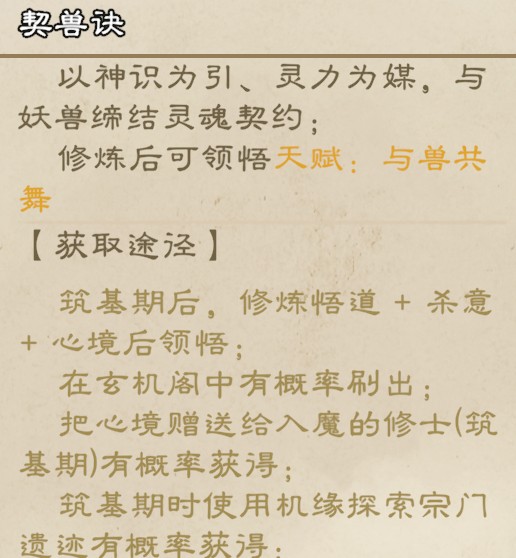 契兽诀
以神识为引、灵力为媒，与
妖兽缔结灵魂契约；
修炼后可领悟天赋：与兽共
舞
【获取途径】
筑基期后，修炼悟道 + 杀意
+ 心境后领悟；
在玄机阁中有概率刷出；
把心境赠送给入魔的修士(筑
基期)有概率获得；
筑基期时使用机缘探索宗门
遗迹有概率获得；